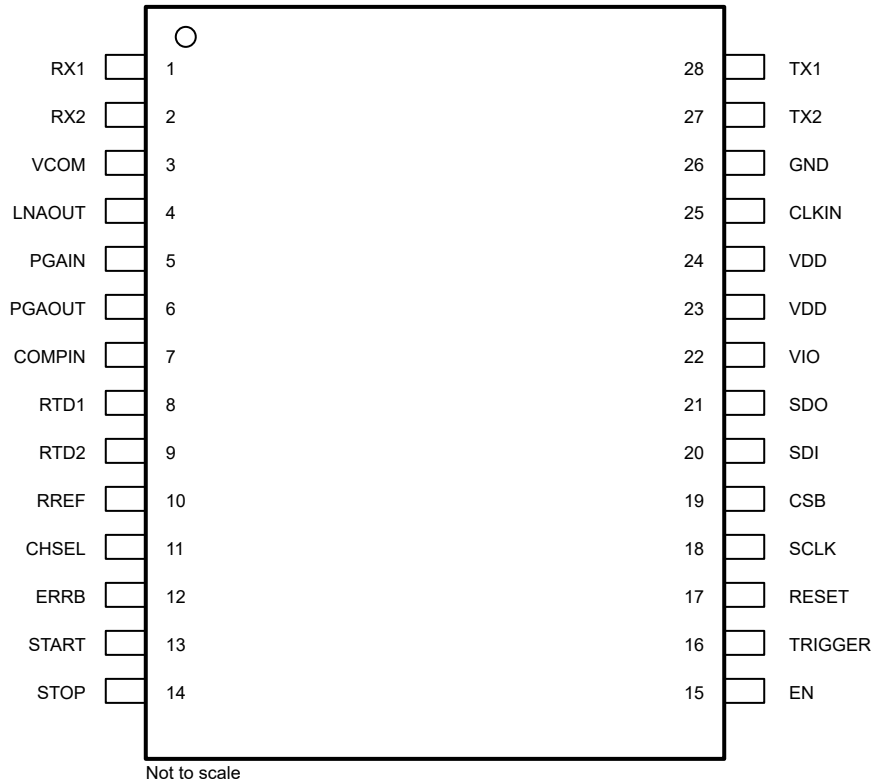 RX1 1 28 TX1
RX2 2 27 TX2
VCOM 3 26 GND
LNAOUT 4 25 CLKIN
PGAIN 5 24 VDD
PGAOUT 6 23 VDD
COMPIN 7 22 VIO
RTD1 8 21 SDO
RTD2 9 20 SDI
RREF 10 19 CSB
CHSEL 11 18 SCLK
ERRB 12 17 RESET
START 13 16 TRIGGER
STOP 14 15 EN
Not to scale